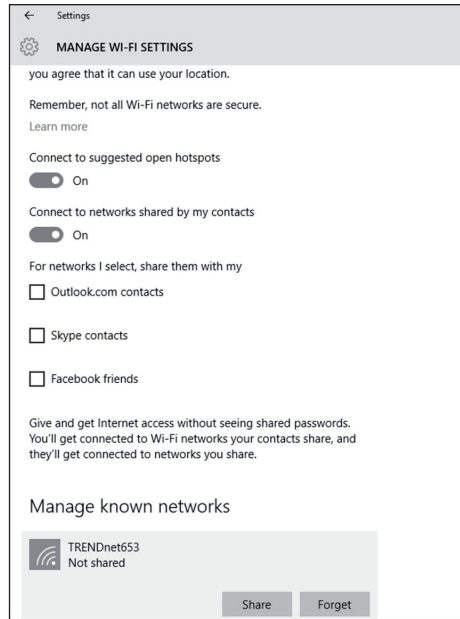 Settings
MANAGE WI-FI SETTINGS
you agree that it can use your location.
Remember, not all Wi-Fi networks are secure.
Learn more
Connect to suggested open hotspots
On
Connect to networks shared by my contacts
On
For networks I select, share them with my
Outlook.com contacts
Skype contacts
Facebook friends
Give and get Internet access without seeing shared passwords.
You'll get connected to Wi-Fi networks your contacts share, and
they'll get connected to networks you share.
Manage known networks
TRENDnet653
Not shared
Share Forget